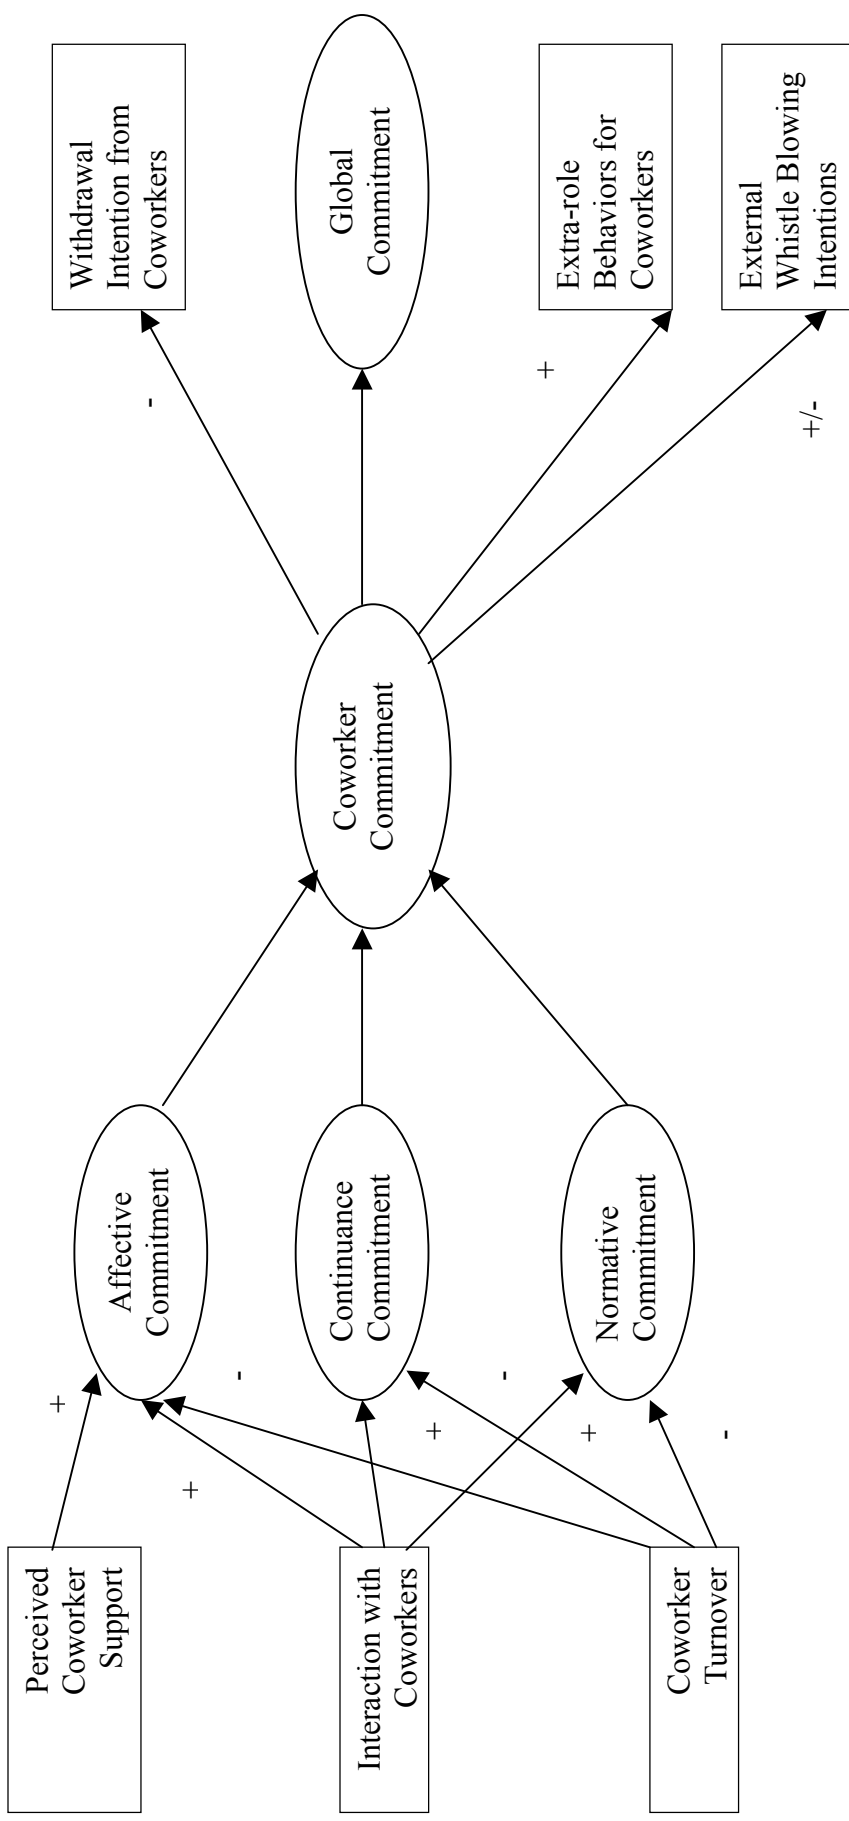 Perceived
Coworker
Support
Interaction with
Coworkers
Coworker
Turnover
+
+
-
+
-
+
-
Affective
Commitment
Continuance
Commitment
Normative
Commitment
Coworker
Commitment
-
+
+/-
Withdrawal
Intention from
Coworkers
Global
Commitment
Extra-role
Behaviors for
Coworkers
External
Whistle Blowing
Intentions